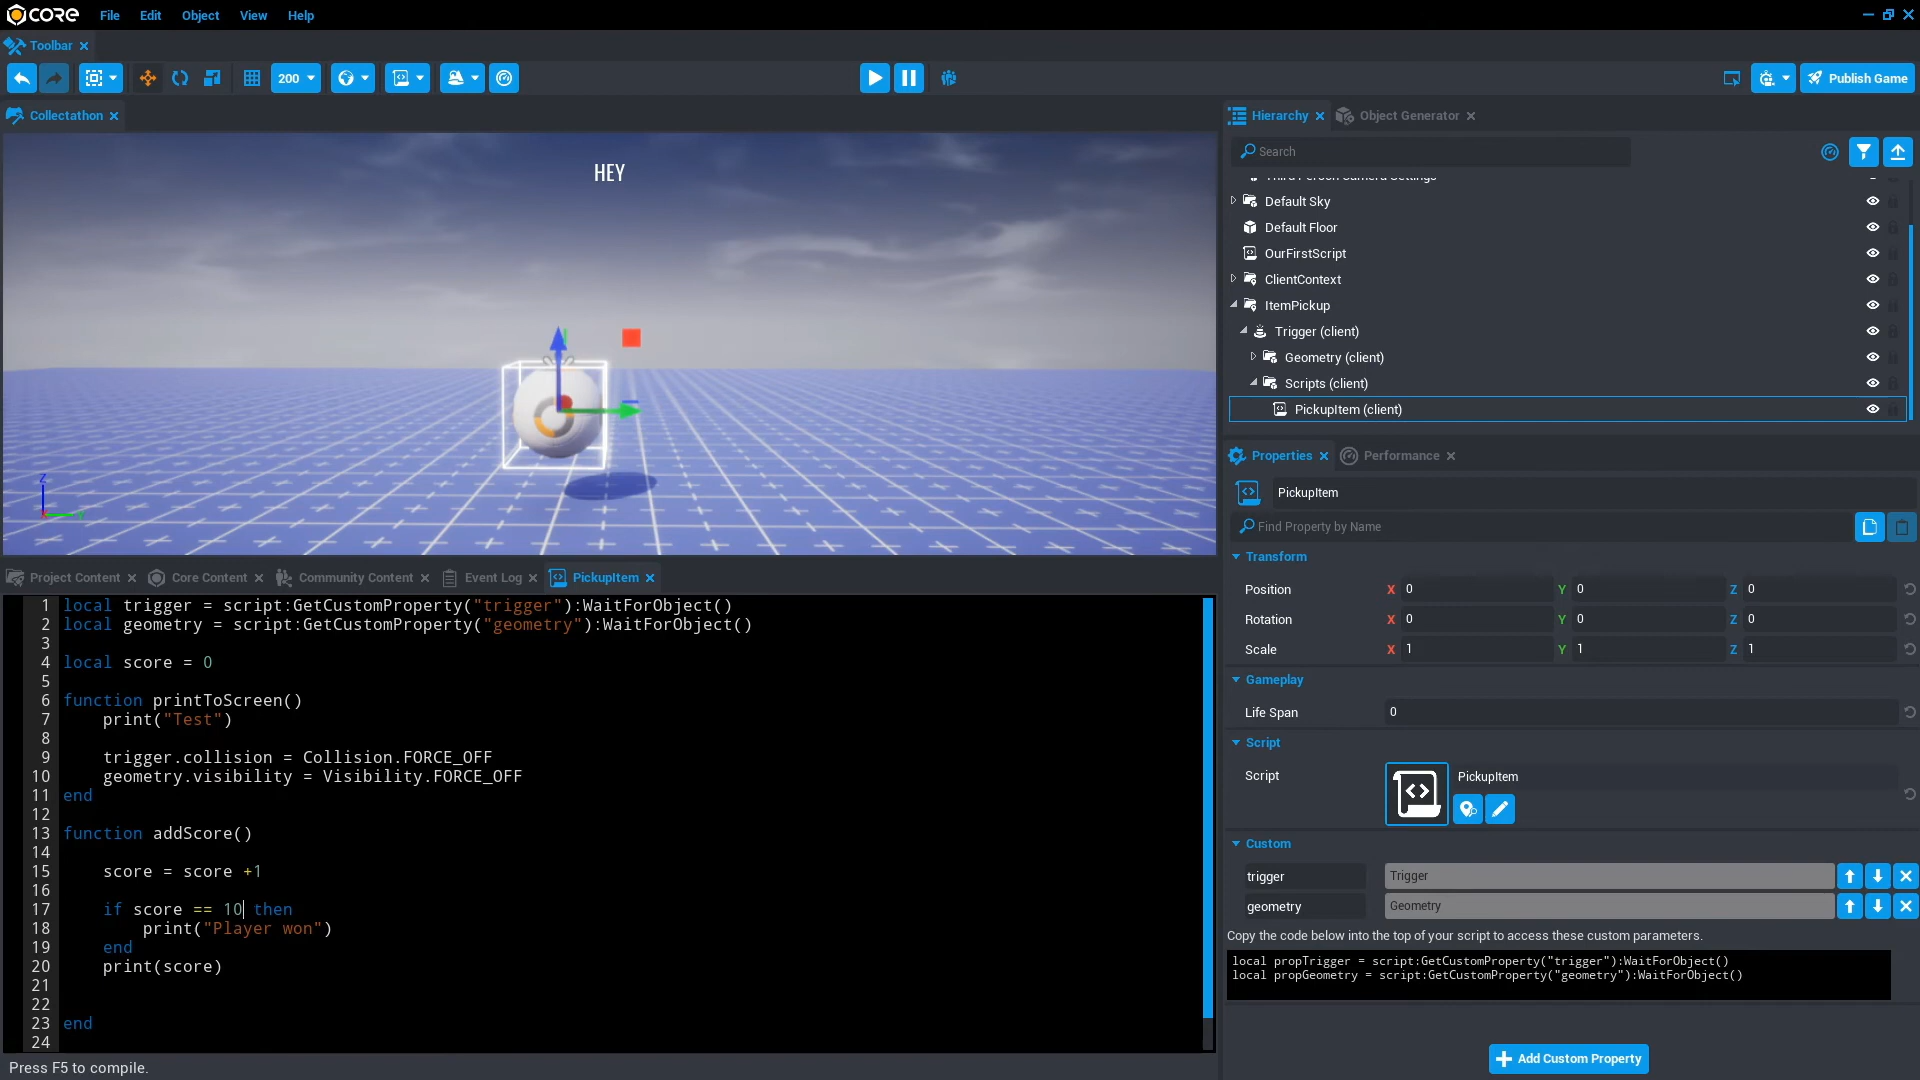 CORE File Edit Object View Help
Toolbar
200
Publish Game
Collectathon
HEY
Z
Hierarchy Object Generator
Search
Third Person Camera Settings
Default Sky
Default Floor
OurFirstScript
ClientContext
ItemPickup
Trigger (client)
Geometry (client)
Scripts (client)
PickupItem (client)
Properties Performance
PickupItem
Find Property by Name
Transform
Position X 0 Y 0 Z 0
Rotation X 0 Y 0 Z 0
Scale X 1 Y 1 Z 1
Gameplay
Life Span 0
Script
Script PickupItem
Custom
trigger Trigger
geometry Geometry
Copy the code below into the top of your script to access these custom parameters.
local propTrigger = script:GetCustomProperty("trigger"):WaitForObject()
local propGeometry = script:GetCustomProperty("geometry"):WaitForObject()
Add Custom Property
Project Content Core Content Community Content Event Log PickupItem
1 local trigger = script:GetCustomProperty("trigger"):WaitForObject()
2 local geometry = script:GetCustomProperty("geometry"):WaitForObject()
3
4 local score = 0
5
6 function printToScreen()
7 print("Test")
8
9 trigger.collision = Collision.FORCE_OFF
10 geometry.visibility = Visibility.FORCE_OFF
11 end
12
13 function addScore()
14
15 score = score +1
16
17 if score == 10 then
18 print("Player won")
19 end
20 print(score)
21
22
23 end
24
Press F5 to compile.